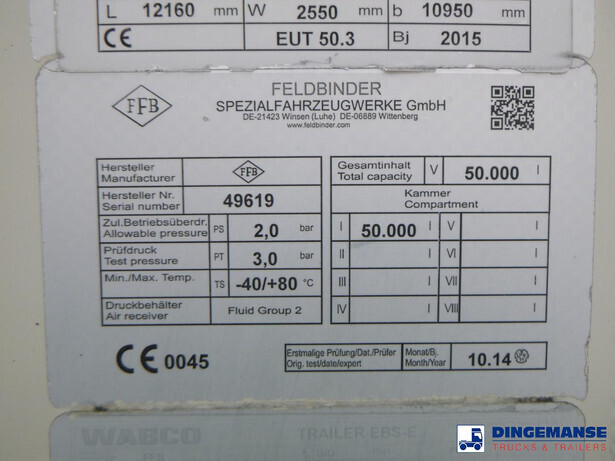 L 12160 mm W 2550 mm b 10950 mm
CE EUT 50.3 Bj 2015
FFB
FELDBINDER
SPEZIALFAHRZEUGWERKE GmbH
DE-21423 Winsen (Luhe) DE-06889 Wittenberg
www.feldbinder.com
Hersteller
Manufacturer
FFB
Hersteller Nr.
Serial number
49619
Zul.Betriebsüberdr.
Allowable pressure
PS 2,0 bar
Prüfdruck
Test pressure
PT 3,0 bar
Min./Max. Temp. TS -40/+80 °C
Druckbehälter
Air receiver
Fluid Group 2
Gesamtinhalt
Total capacity
V 50.000 l
Kammer
Compartment
I 50.000 l V l
II l VI l
III l VII l
IV l VIII l
CE 0045
Erstmalige Prüfung/Dat./Prüfer
Orig. test/date/expert
Monat/Bj.
Month/Year
10.14
WABCO TRAILER-EBS-E
DINGEMANSE
TRUCKS & TRAILERS